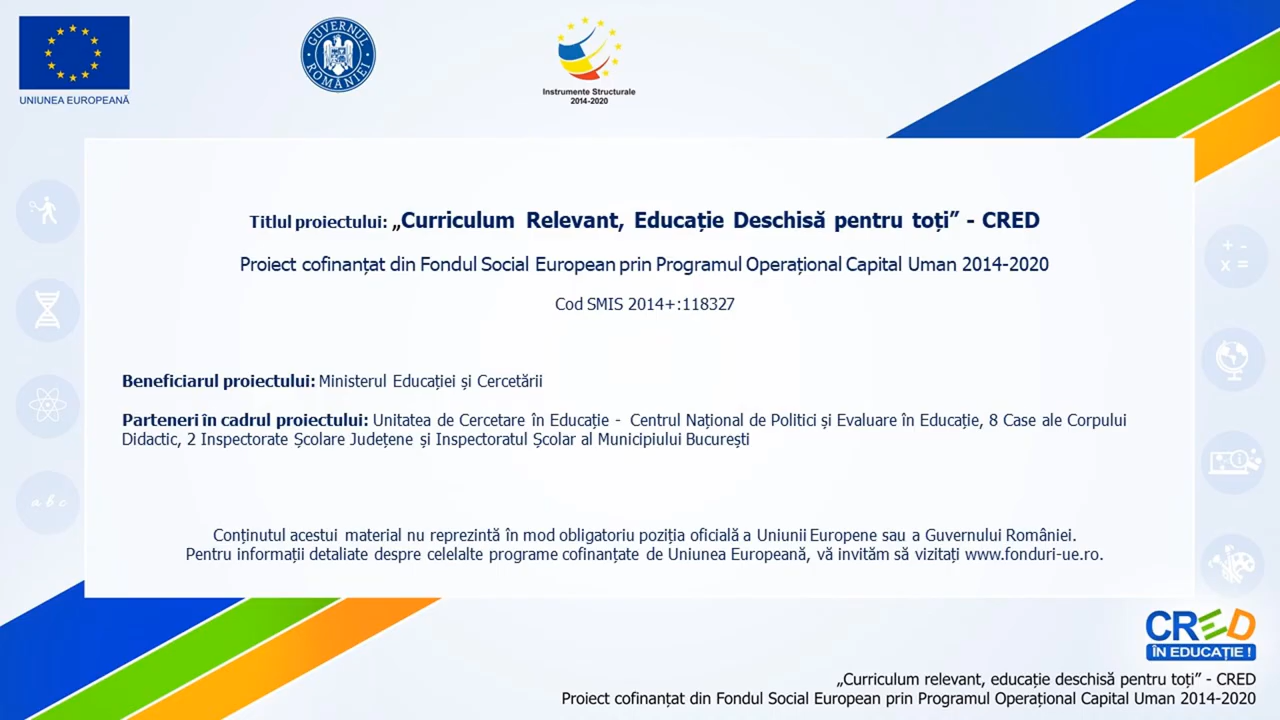 UNIUNEA EUROPEANĂ
GUVERNUL ROMÂNIEI
Instrumente Structurale
2014-2020
Titlul proiectului: „Curriculum Relevant, Educație Deschisă pentru toți” - CRED
Proiect cofinanțat din Fondul Social European prin Programul Operațional Capital Uman 2014-2020
Cod SMIS 2014+:118327
Beneficiarul proiectului: Ministerul Educației și Cercetării
Parteneri în cadrul proiectului: Unitatea de Cercetare în Educație - Centrul Național de Politici și Evaluare în Educație, 8 Case ale Corpului
Didactic, 2 Inspectorate Școlare Județene și Inspectoratul Școlar al Municipiului București
Conținutul acestui material nu reprezintă în mod obligatoriu poziția oficială a Uniunii Europene sau a Guvernului României.
Pentru informații detaliate despre celelalte programe cofinanțate de Uniunea Europeană, vă invităm să vizitați www.fonduri-ue.ro.
+ -
x =
a b c
CRED
ÎN EDUCAȚIE !
„Curriculum relevant, educație deschisă pentru toți” - CRED
Proiect cofinanțat din Fondul Social European prin Programul Operațional Capital Uman 2014-2020